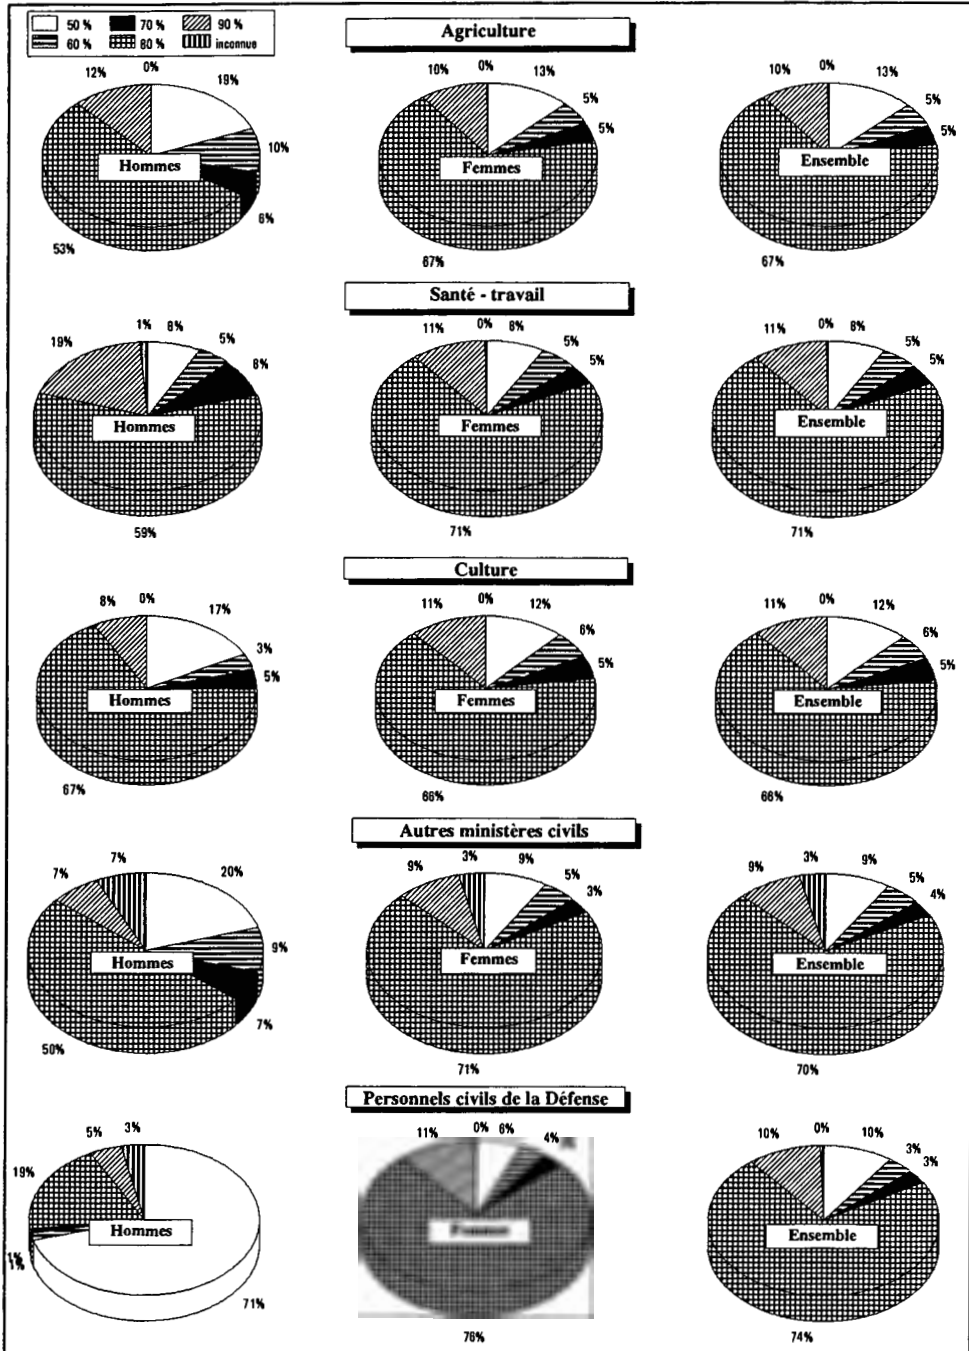 50 % 70 % 90 %
60 % 80 % inconnue
Agriculture
12% 0% 19% 10% 6% 53%
Hommes
10% 0% 13% 5% 5% 67%
Femmes
10% 0% 13% 5% 5% 67%
Ensemble
Santé - travail
19% 1% 8% 5% 8% 59%
Hommes
11% 0% 8% 5% 5% 71%
Femmes
11% 0% 8% 5% 5% 71%
Ensemble
Culture
8% 0% 17% 3% 5% 67%
Hommes
11% 0% 12% 6% 5% 66%
Femmes
11% 0% 12% 6% 5% 66%
Ensemble
Autres ministères civils
7% 7% 20% 9% 7% 50%
Hommes
9% 3% 9% 5% 3% 71%
Femmes
9% 3% 9% 5% 4% 70%
Ensemble
Personnels civils de la Défense
19% 5% 3% 71% 1% 1%
Hommes
11% 0% 6% 4% 76%
10% 0% 10% 3% 3% 74%
Ensemble